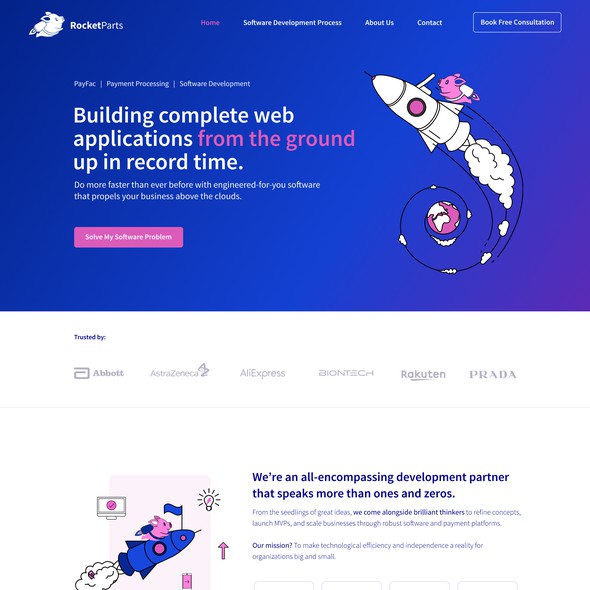 RocketParts
Home
Software Development Process
About Us
Contact
Book Free Consultation
PayFac | Payment Processing | Software Development
Building complete web
applications from the ground
up in record time.
Do more faster than ever before with engineered-for-you software
that propels your business above the clouds.
Solve My Software Problem
Trusted by:
Abbott
AstraZeneca
AliExpress
BIONTECH
Rakuten
PRADA
We’re an all-encompassing development partner
that speaks more than ones and zeros.
From the seedlings of great ideas, we come alongside brilliant thinkers to refine concepts,
launch MVPs, and scale businesses through robust software and payment platforms.
Our mission? To make technological efficiency and independence a reality for
organizations big and small.